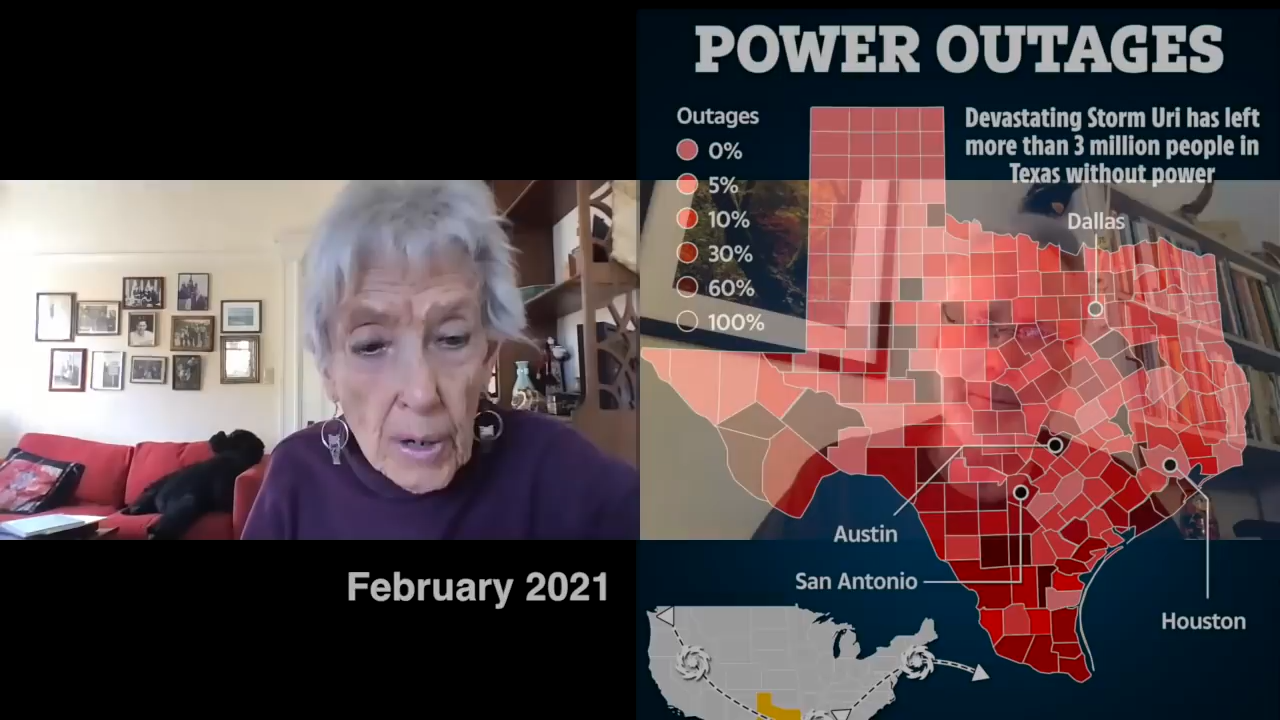 POWER OUTAGES
Outages
0%
5%
10%
30%
60%
100%
Devastating Storm Uri has left
more than 3 million people in
Texas without power
Dallas
Austin
San Antonio
Houston
February 2021